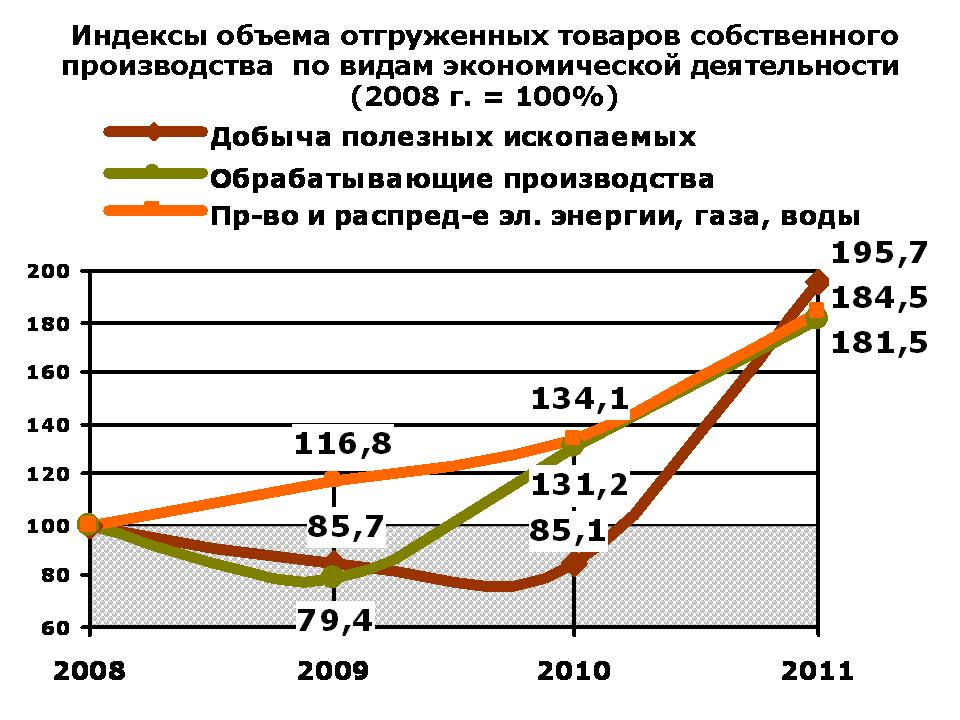 Индексы объема отгруженных товаров собственного
производства по видам экономической деятельности
(2008 г. = 100%)
Добыча полезных ископаемых
Обрабатывающие производства
Пр-во и распред-е эл. энергии, газа, воды
195,7
200
184,5
180
181,5
160
134,1
140
116,8
120
131,2
100
85,7
85,1
80
79,4
60
2008 2009 2010 2011